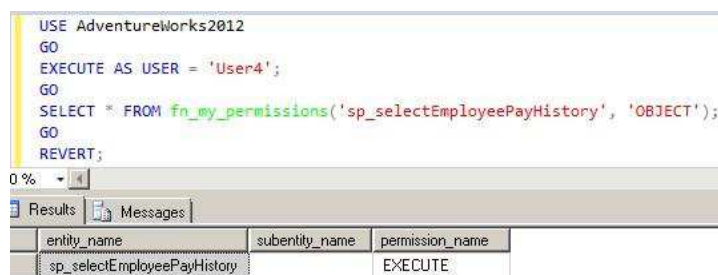 USE AdventureWorks2012
GO
EXECUTE AS USER = 'User4';
GO
SELECT * FROM fn_my_permissions('sp_selectEmployeePayHistory', 'OBJECT');
GO
REVERT;
0 %
Results Messages
entity_name subentity_name permission_name
sp_selectEmployeePayHistory EXECUTE